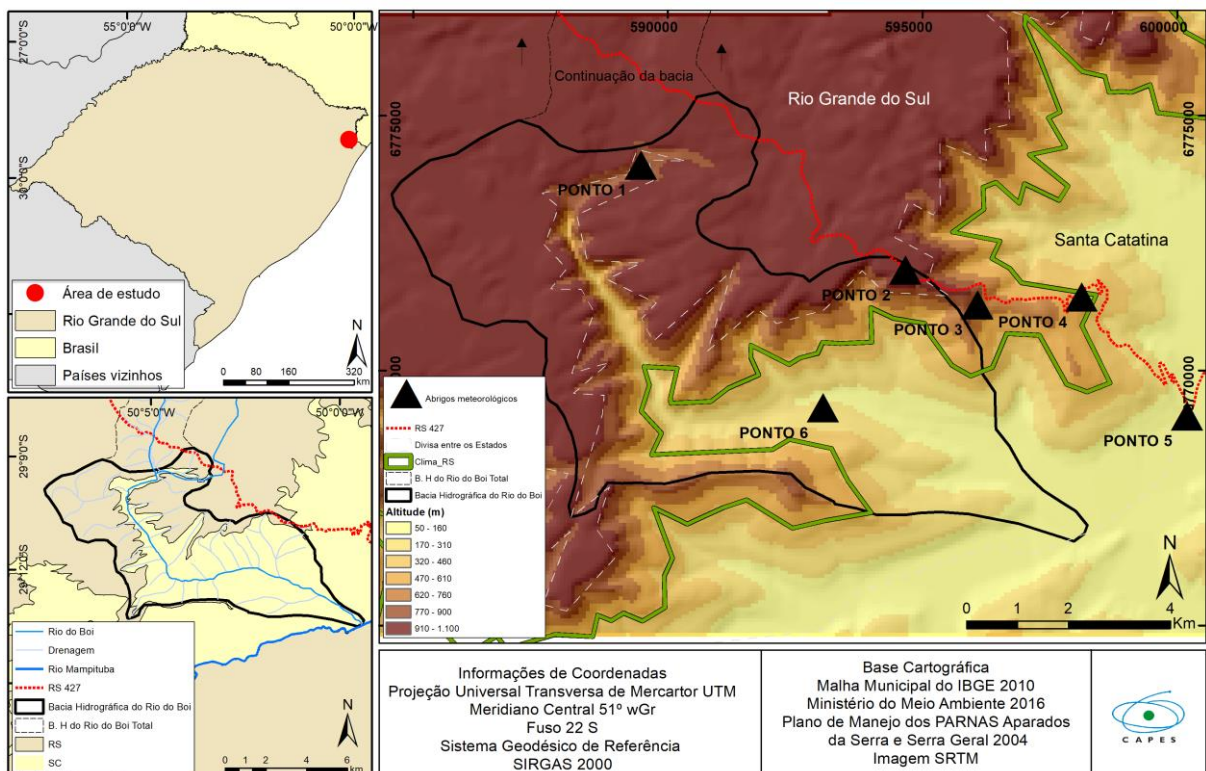 55°0'0"W
50°0'0"W
27°0'0"S
30°0'0"S
Área de estudo
Rio Grande do Sul
Brasil
Países vizinhos
N
0 80 160 320
km
50°5'0"W
50°0'0"W
29°9'0"S
29°12'0"S
Rio do Boi
Drenagem
Rio Mampituba
RS 427
Bacia Hidrográfica do Rio do Boi
B. H do Rio do Boi Total
RS
SC
N
0 1 2 4 6
km
590000
595000
600000
6775000
6775000
6770000
Continuação da bacia
Rio Grande do Sul
Santa Catatina
PONTO 1
PONTO 2
PONTO 3
PONTO 4
PONTO 5
PONTO 6
Abrigos meteorológicos
RS 427
Divisa entre os Estados
Clima_RS
B. H do Rio do Boi Total
Bacia Hidrográfica do Rio do Boi
Altitude (m)
50 - 160
170 - 310
320 - 460
470 - 610
620 - 760
770 - 900
910 - 1.100
N
0 1 2 4
Km
Informações de Coordenadas
Projeção Universal Transversa de Mercartor UTM
Meridiano Central 51º wGr
Fuso 22 S
Sistema Geodésico de Referência
SIRGAS 2000
Base Cartográfica
Malha Municipal do IBGE 2010
Ministério do Meio Ambiente 2016
Plano de Manejo dos PARNAS Aparados
da Serra e Serra Geral 2004
Imagem SRTM
CAPES